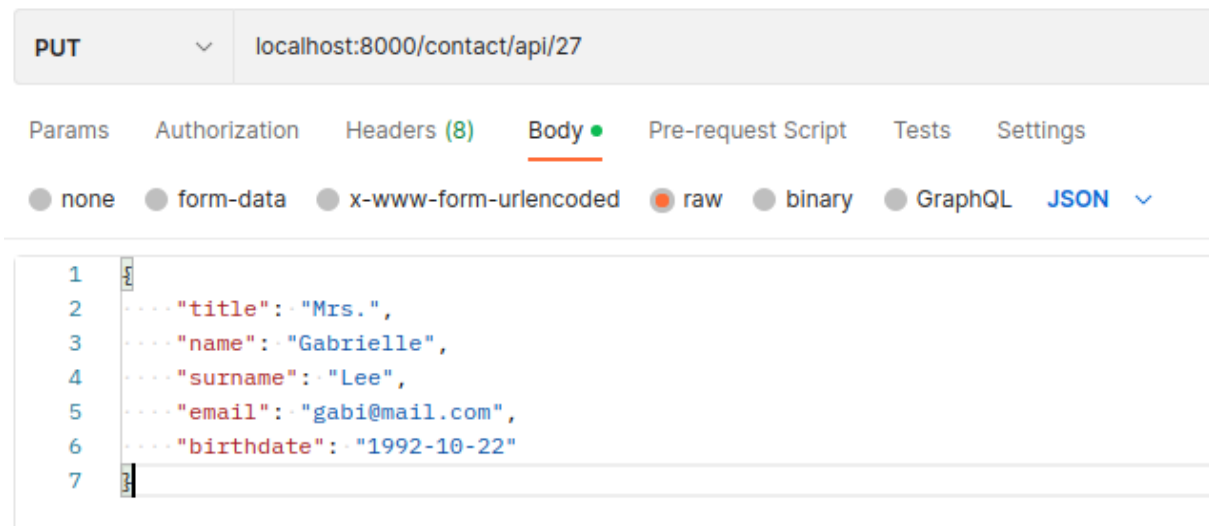 PUT localhost:8000/contact/api/27
Params Authorization Headers (8) Body Pre-request Script Tests Settings
none form-data x-www-form-urlencoded raw binary GraphQL JSON
1 {
2 "title": "Mrs.",
3 "name": "Gabrielle",
4 "surname": "Lee",
5 "email": "gabi@mail.com",
6 "birthdate": "1992-10-22"
7 }